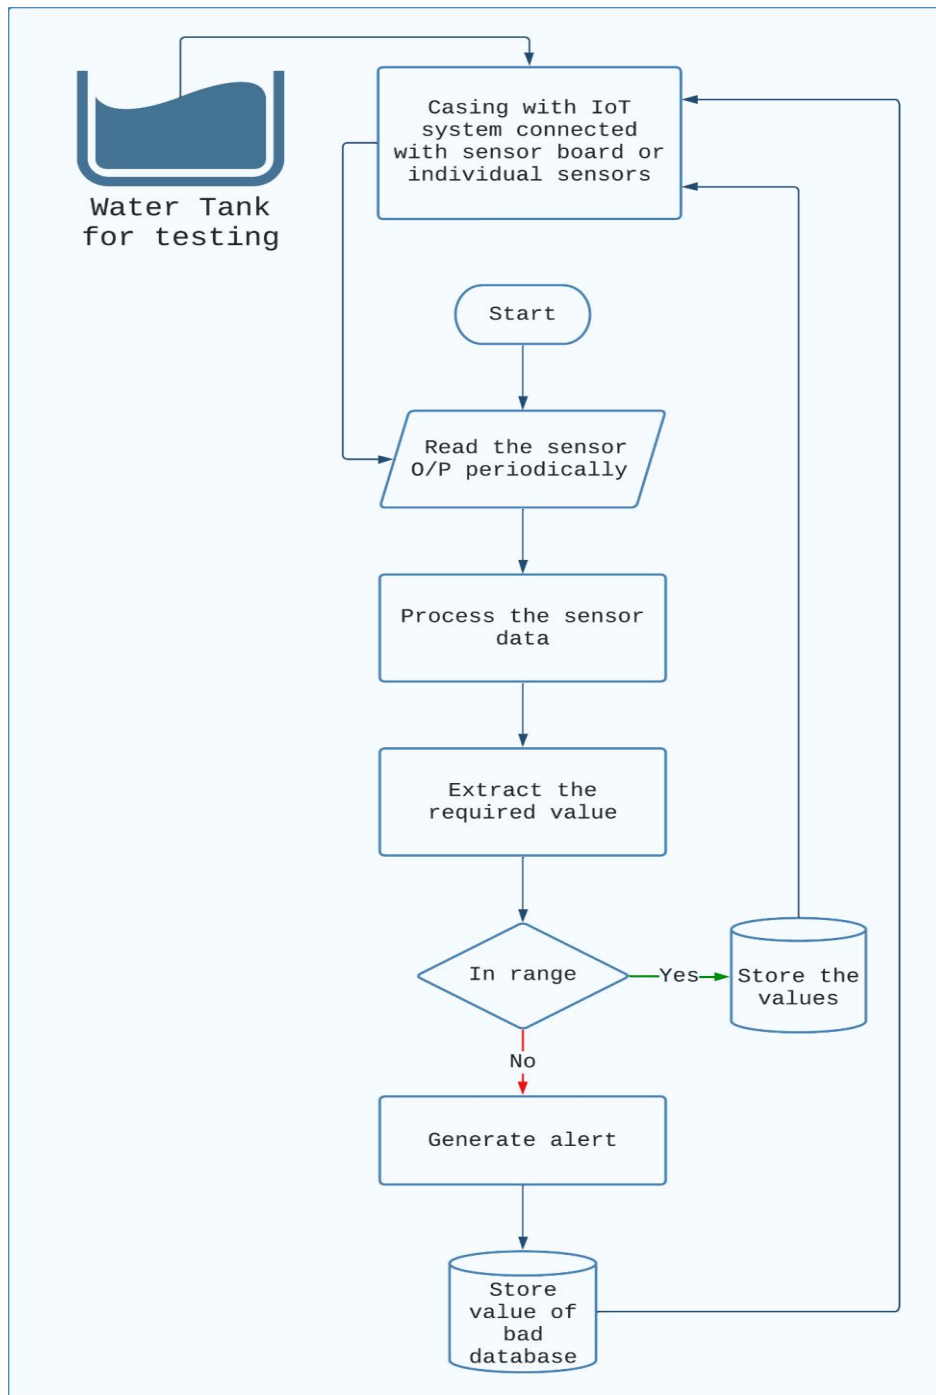 Casing with IoT
system connected
with sensor board or
individual sensors
Water Tank
for testing
Start
Read the sensor
O/P periodically
Process the sensor
data
Extract the
required value
In range
Yes
Store the
values
No
Generate alert
Store
value of
bad
database